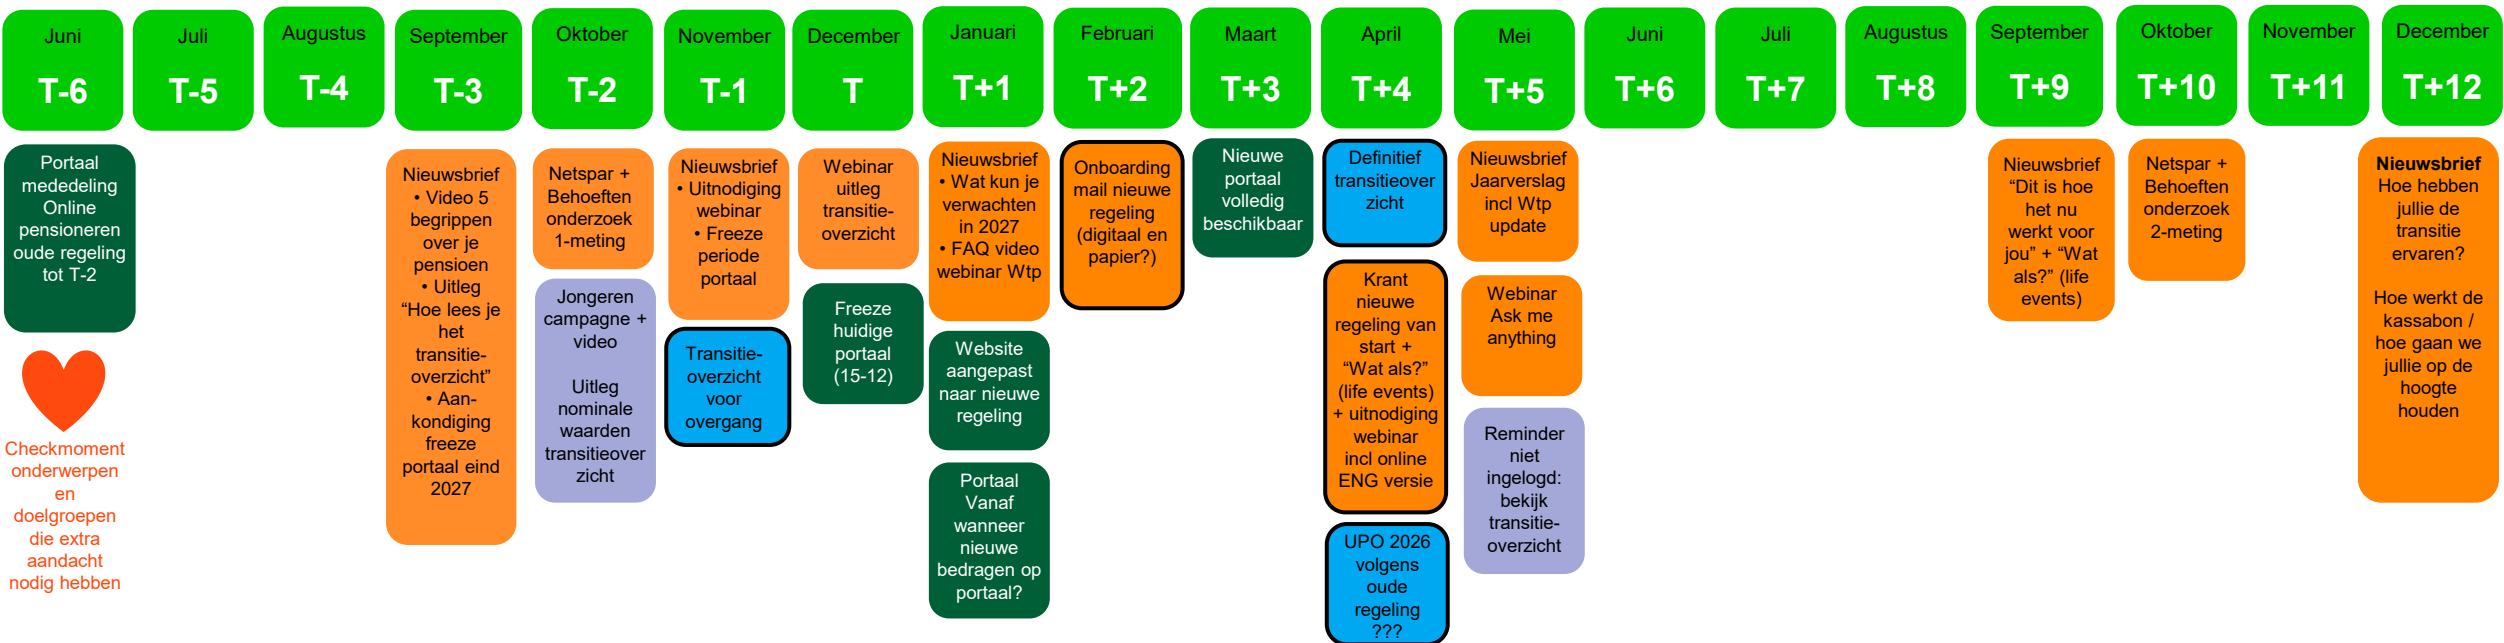 Juni
T-6
Juli
T-5
Augustus
T-4
September
T-3
Oktober
T-2
November
T-1
December
T
Januari
T+1
Februari
T+2
Maart
T+3
April
T+4
Mei
T+5
Juni
T+6
Juli
T+7
Augustus
T+8
September
T+9
Oktober
T+10
November
T+11
December
T+12
Portaal
mededeling
Online
pensioneren
oude regeling
tot T-2
Checkmoment
onderwerpen
en
doelgroepen
die extra
aandacht
nodig hebben
Nieuwsbrief
• Video 5
begrippen
over je
pensioen
• Uitleg
“Hoe lees je
het
transitie-
overzicht”
• Aan-
kondiging
freeze
portaal eind
2027
Netspar +
Behoeften
onderzoek
1-meting
Jongeren
campagne +
video
Uitleg
nominale
waarden
transitieover
zicht
Nieuwsbrief
• Uitnodiging
webinar
• Freeze
periode
portaal
Transitie-
overzicht
voor
overgang
Webinar
uitleg
transitie-
overzicht
Freeze
huidige
portaal
(15-12)
Nieuwsbrief
• Wat kun je
verwachten
in 2027
• FAQ video
webinar Wtp
Website
aangepast
naar nieuwe
regeling
Portaal
Vanaf
wanneer
nieuwe
bedragen op
portaal?
Onboarding
mail nieuwe
regeling
(digitaal en
papier?)
Nieuwe
portaal
volledig
beschikbaar
Definitief
transitieover
zicht
Krant
nieuwe
regeling van
start +
“Wat als?”
(life events)
+ uitnodiging
webinar
incl online
ENG versie
UPO 2026
volgens
oude
regeling
???
Nieuwsbrief
Jaarverslag
incl Wtp
update
Webinar
Ask me
anything
Reminder
niet
ingelogd:
bekijk
transitie-
overzicht
Nieuwsbrief
“Dit is hoe
het nu
werkt voor
jou” + “Wat
als?” (life
events)
Netspar +
Behoeften
onderzoek
2-meting
Nieuwsbrief
Hoe hebben
jullie de
transitie
ervaren?
Hoe werkt de
kassabon /
hoe gaan we
jullie op de
hoogte
houden